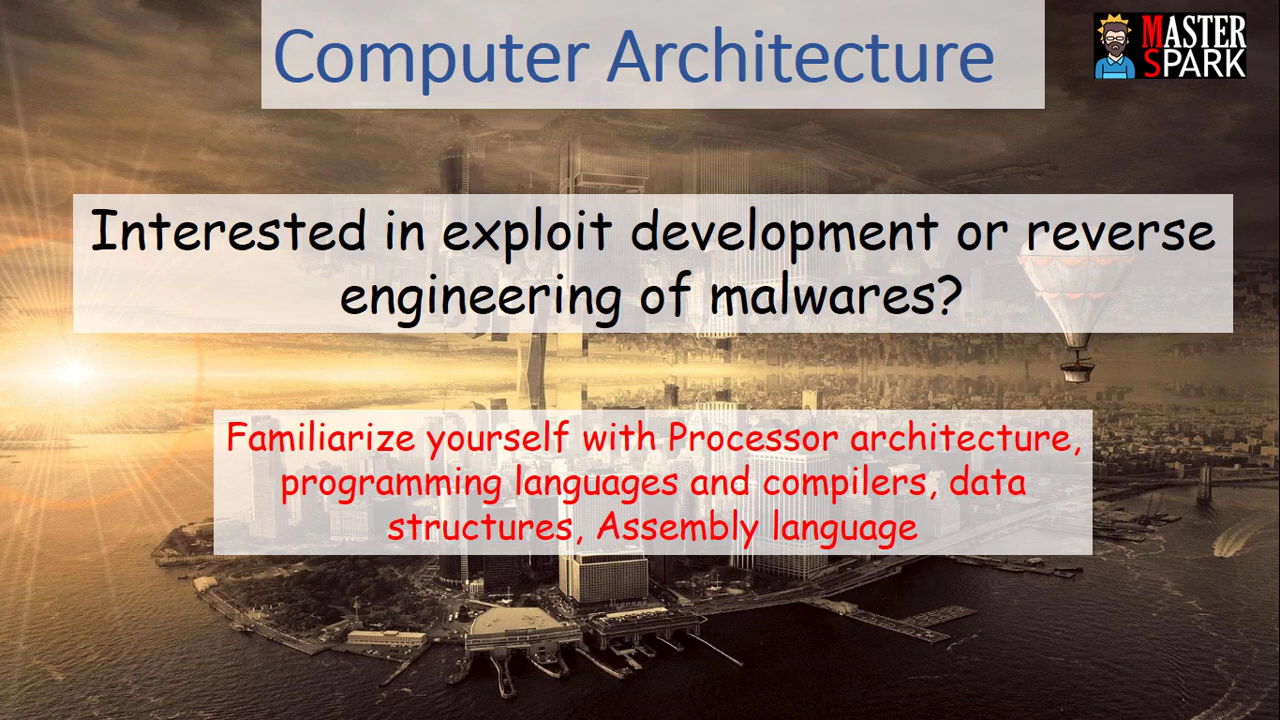 Computer Architecture
MASTER
SPARK
Interested in exploit development or reverse
engineering of malwares?
Familiarize yourself with Processor architecture,
programming languages and compilers, data
structures, Assembly language